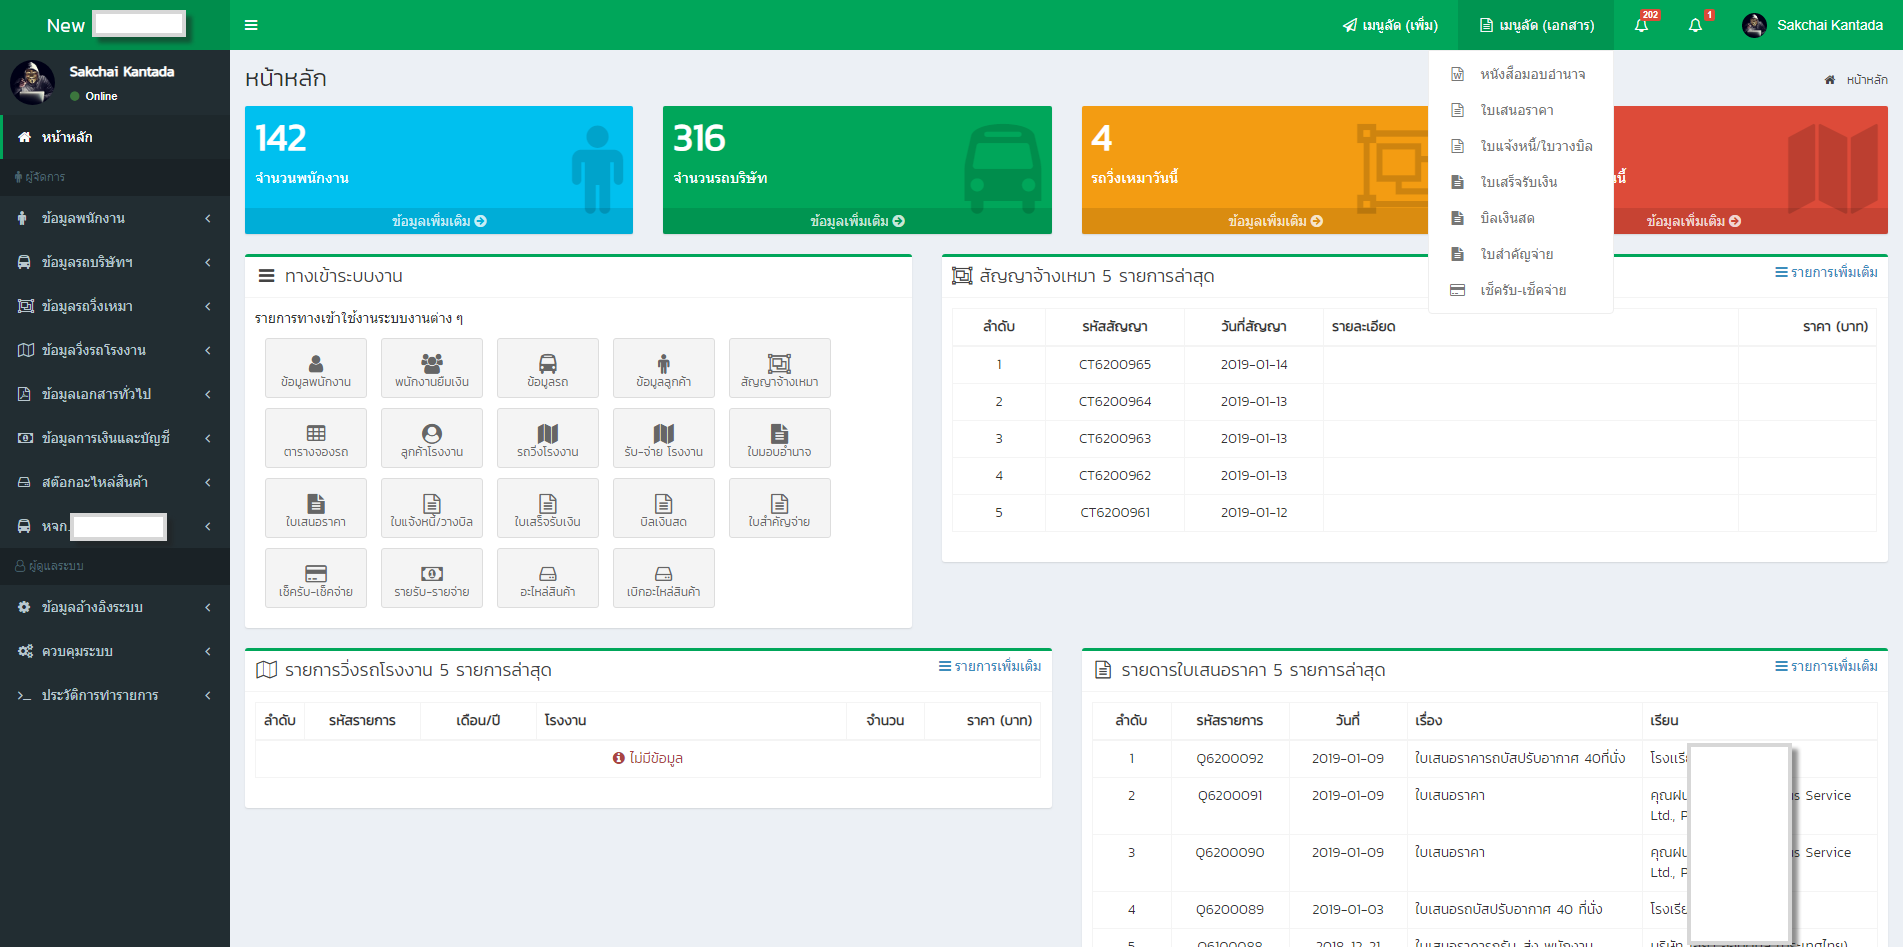 New
เมนูลัด (เพิ่ม)
เมนูลัด (เอกสาร)
202
1
Sakchai Kantada
Sakchai Kantada
Online
หน้าหลัก
ผู้จัดการ
ข้อมูลพนักงาน
ข้อมูลรถบริษัทฯ
ข้อมูลรถวิ่งเหมา
ข้อมูลวิ่งรถโรงงาน
ข้อมูลเอกสารทั่วไป
ข้อมูลการเงินและบัญชี
สต๊อกอะไหล่สินค้า
หจก.
ผู้ดูแลระบบ
ข้อมูลอ้างอิงระบบ
ควบคุมระบบ
ประวัติการทำรายการ
หน้าหลัก
หน้าหลัก
หนังสือมอบอำนาจ
ใบเสนอราคา
ใบแจ้งหนี้/ใบวางบิล
ใบเสร็จรับเงิน
บิลเงินสด
ใบสำคัญจ่าย
เช็ครับ-เช็คจ่าย
142
จำนวนพนักงาน
ข้อมูลเพิ่มเติม
316
จำนวนรถบริษัท
ข้อมูลเพิ่มเติม
4
รถวิ่งเหมาวันนี้
ข้อมูลเพิ่มเติม
ข้อมูลเพิ่มเติม
ทางเข้าระบบงาน
รายการทางเข้าใช้งานระบบงานต่าง ๆ
ข้อมูลพนักงาน พนักงานยืมเงิน ข้อมูลรถ ข้อมูลลูกค้า สัญญาจ้างเหมา
ตารางจองรถ ลูกค้าโรงงาน รถวิ่งโรงงาน รับ-จ่าย โรงงาน ใบมอบอำนาจ
ใบเสนอราคา ใบแจ้งหนี้/วางบิล ใบเสร็จรับเงิน บิลเงินสด ใบสำคัญจ่าย
เช็ครับ-เช็คจ่าย รายรับ-รายจ่าย อะไหล่สินค้า เบิกอะไหล่สินค้า
สัญญาจ้างเหมา 5 รายการล่าสุด
รายการเพิ่มเติม
ลำดับ รหัสสัญญา วันที่สัญญา รายละเอียด ราคา (บาท)
1 CT6200965 2019-01-14
2 CT6200964 2019-01-13
3 CT6200963 2019-01-13
4 CT6200962 2019-01-13
5 CT6200961 2019-01-12
รายการวิ่งรถโรงงาน 5 รายการล่าสุด
รายการเพิ่มเติม
ลำดับ รหัสรายการ เดือน/ปี โรงงาน จำนวน ราคา (บาท)
ไม่มีข้อมูล
รายดารใบเสนอราคา 5 รายการล่าสุด
รายการเพิ่มเติม
ลำดับ รหัสรายการ วันที่ เรื่อง เรียน
1 Q6200092 2019-01-09 ใบเสนอราคารถบัสปรับอากาศ 40ที่นั่ง
2 Q6200091 2019-01-09 ใบเสนอราคา Service
Ltd.,
3 Q6200090 2019-01-09 ใบเสนอราคา Service
Ltd.,
4 Q6200089 2019-01-03 ใบเสนอรถบัสปรับอากาศ 40 ที่นั่ง